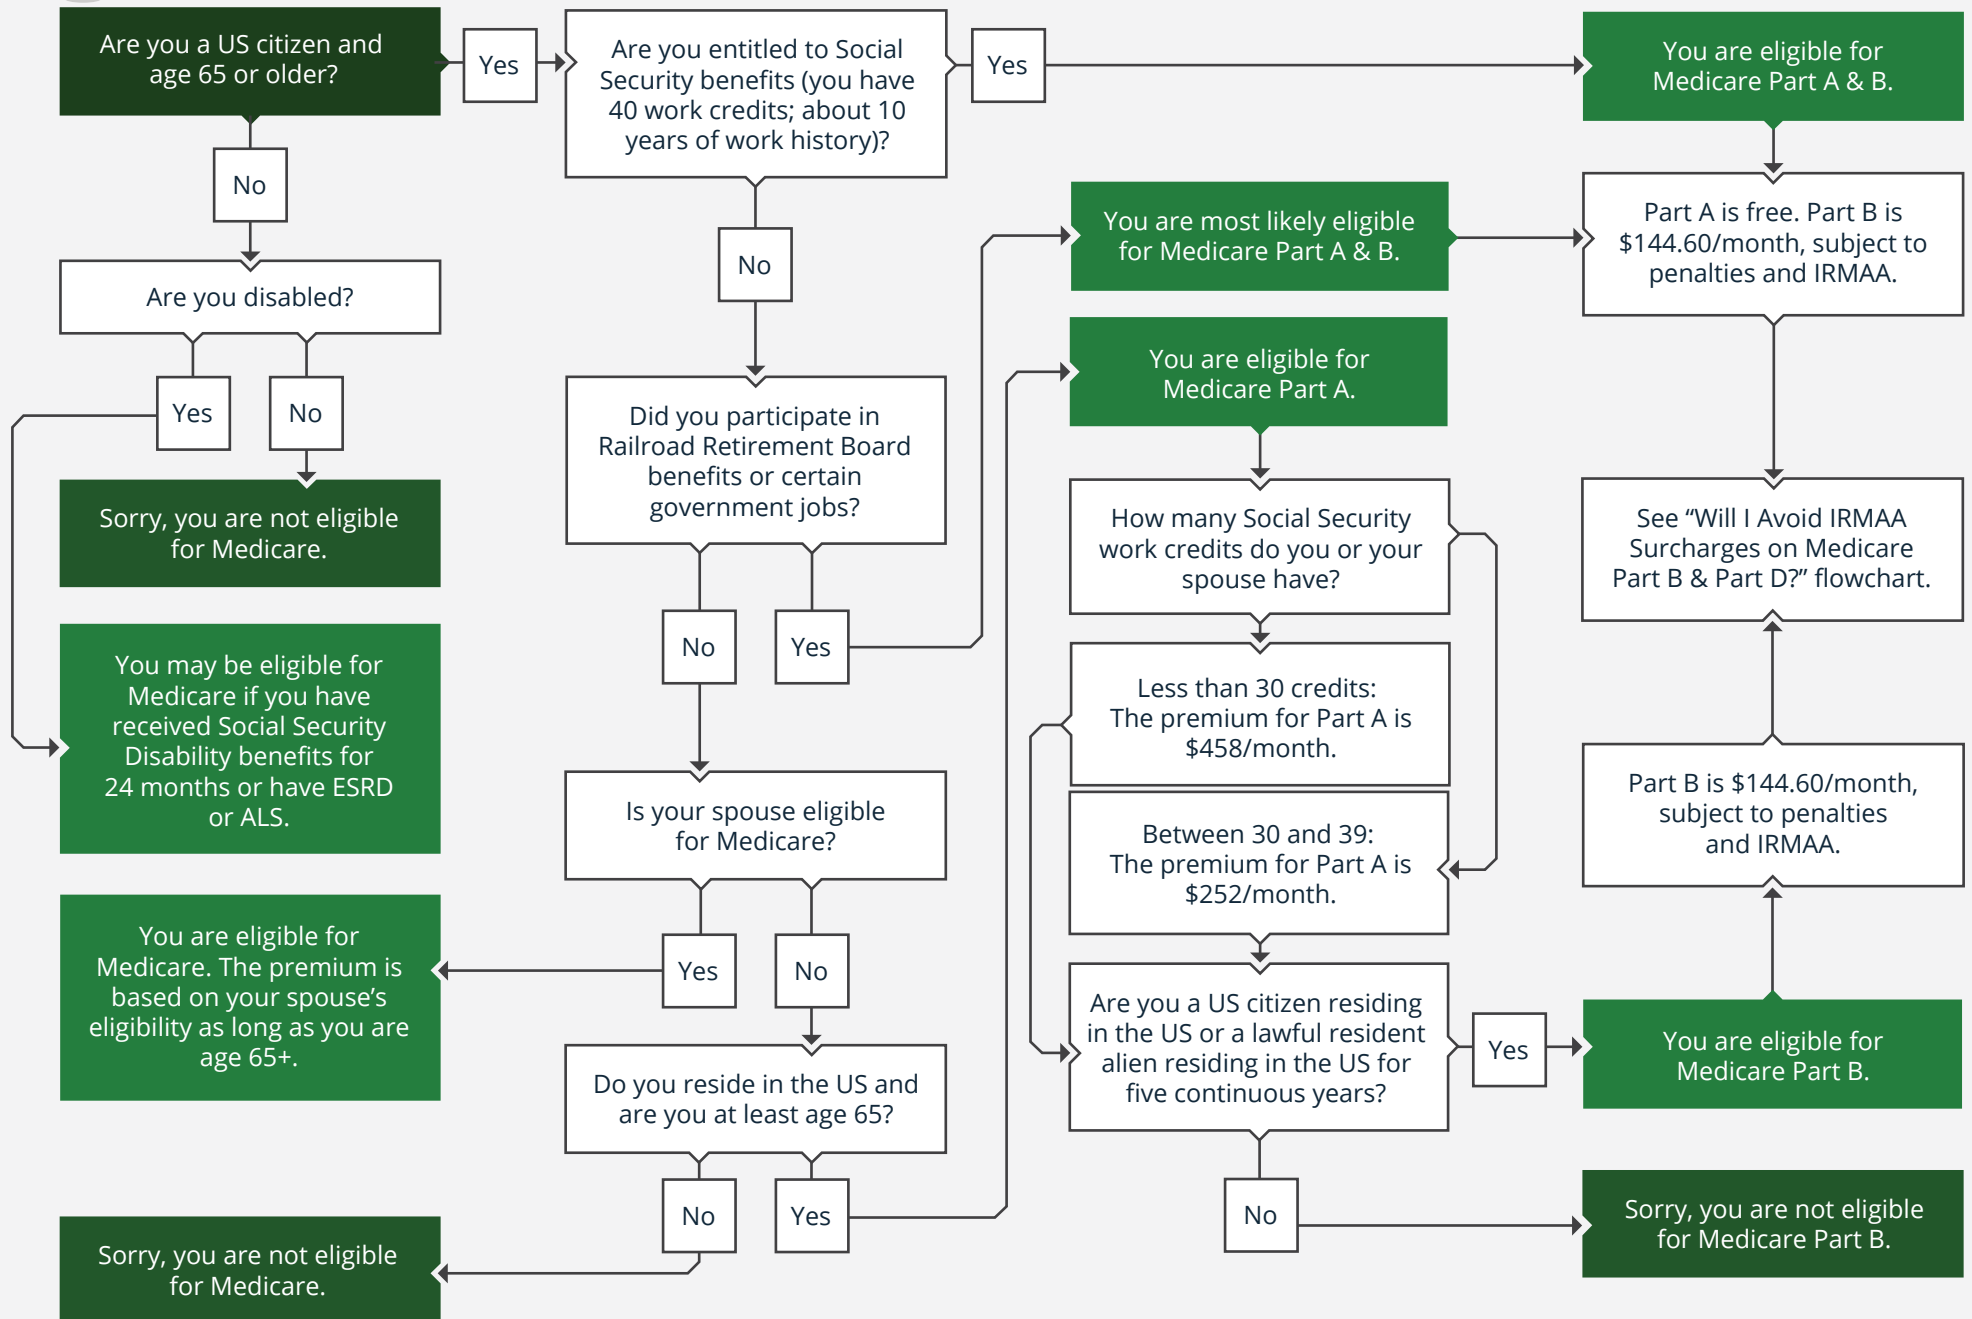 Are you a US citizen and
age 65 or older?
Yes
Are you entitled to Social
Security benefits (you have
40 work credits; about 10
years of work history)?
Yes
You are eligible for
Medicare Part A & B.
No
No
You are most likely eligible
for Medicare Part A & B.
Part A is free. Part B is
$144.60/month, subject to
penalties and IRMAA.
Are you disabled?
Yes
No
Sorry, you are not eligible
for Medicare.
You may be eligible for
Medicare if you have
received Social Security
Disability benefits for
24 months or have ESRD
or ALS.
Did you participate in
Railroad Retirement Board
benefits or certain
government jobs?
No
Yes
You are eligible for
Medicare Part A.
How many Social Security
work credits do you or your
spouse have?
Less than 30 credits:
The premium for Part A is
$458/month.
Between 30 and 39:
The premium for Part A is
$252/month.
See “Will I Avoid IRMAA
Surcharges on Medicare
Part B & Part D?” flowchart.
Part B is $144.60/month,
subject to penalties
and IRMAA.
Is your spouse eligible
for Medicare?
Yes
No
You are eligible for
Medicare. The premium is
based on your spouse’s
eligibility as long as you are
age 65+.
Do you reside in the US and
are you at least age 65?
No
Yes
Sorry, you are not eligible
for Medicare.
Are you a US citizen residing
in the US or a lawful resident
alien residing in the US for
five continuous years?
Yes
You are eligible for
Medicare Part B.
No
Sorry, you are not eligible
for Medicare Part B.